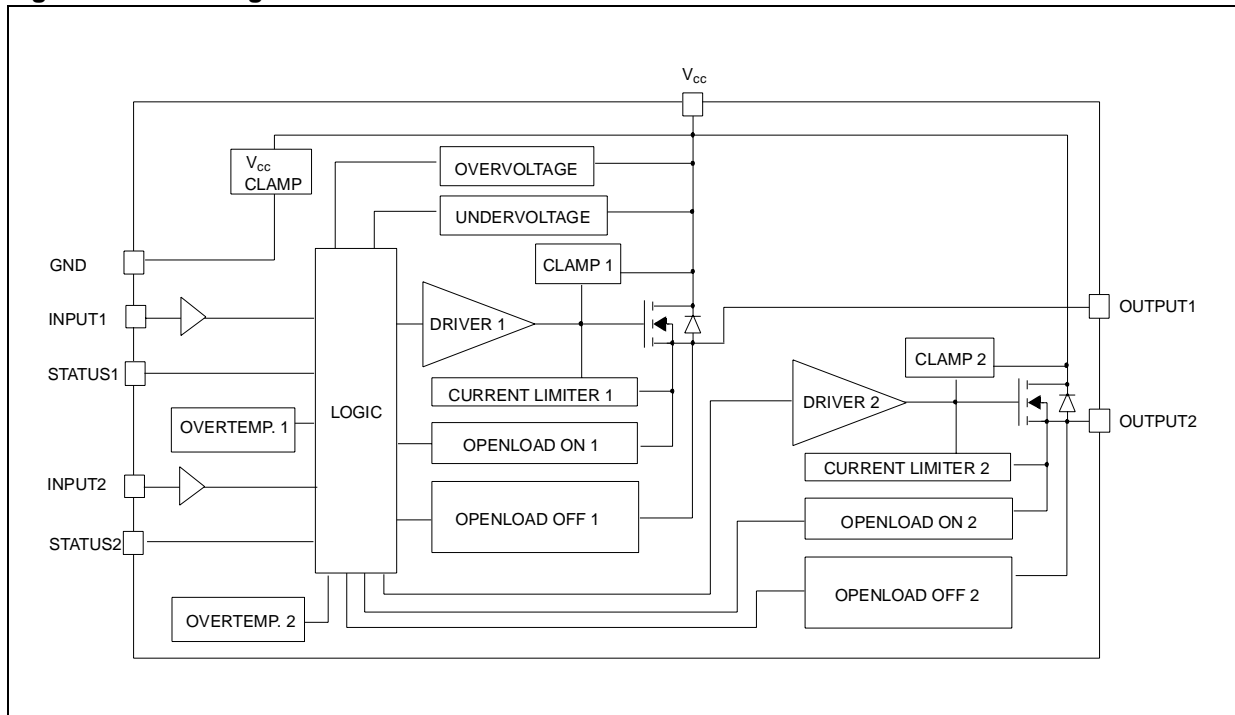 Vcc
Vcc
CLAMP
OVERVOLTAGE
UNDERVOLTAGE
GND
CLAMP 1
INPUT1
DRIVER 1
OUTPUT1
STATUS1
CURRENT LIMITER 1
CLAMP 2
LOGIC
DRIVER 2
OVERTEMP. 1
OPENLOAD ON 1
OUTPUT2
INPUT2
CURRENT LIMITER 2
OPENLOAD OFF 1
OPENLOAD ON 2
STATUS2
OPENLOAD OFF 2
OVERTEMP. 2